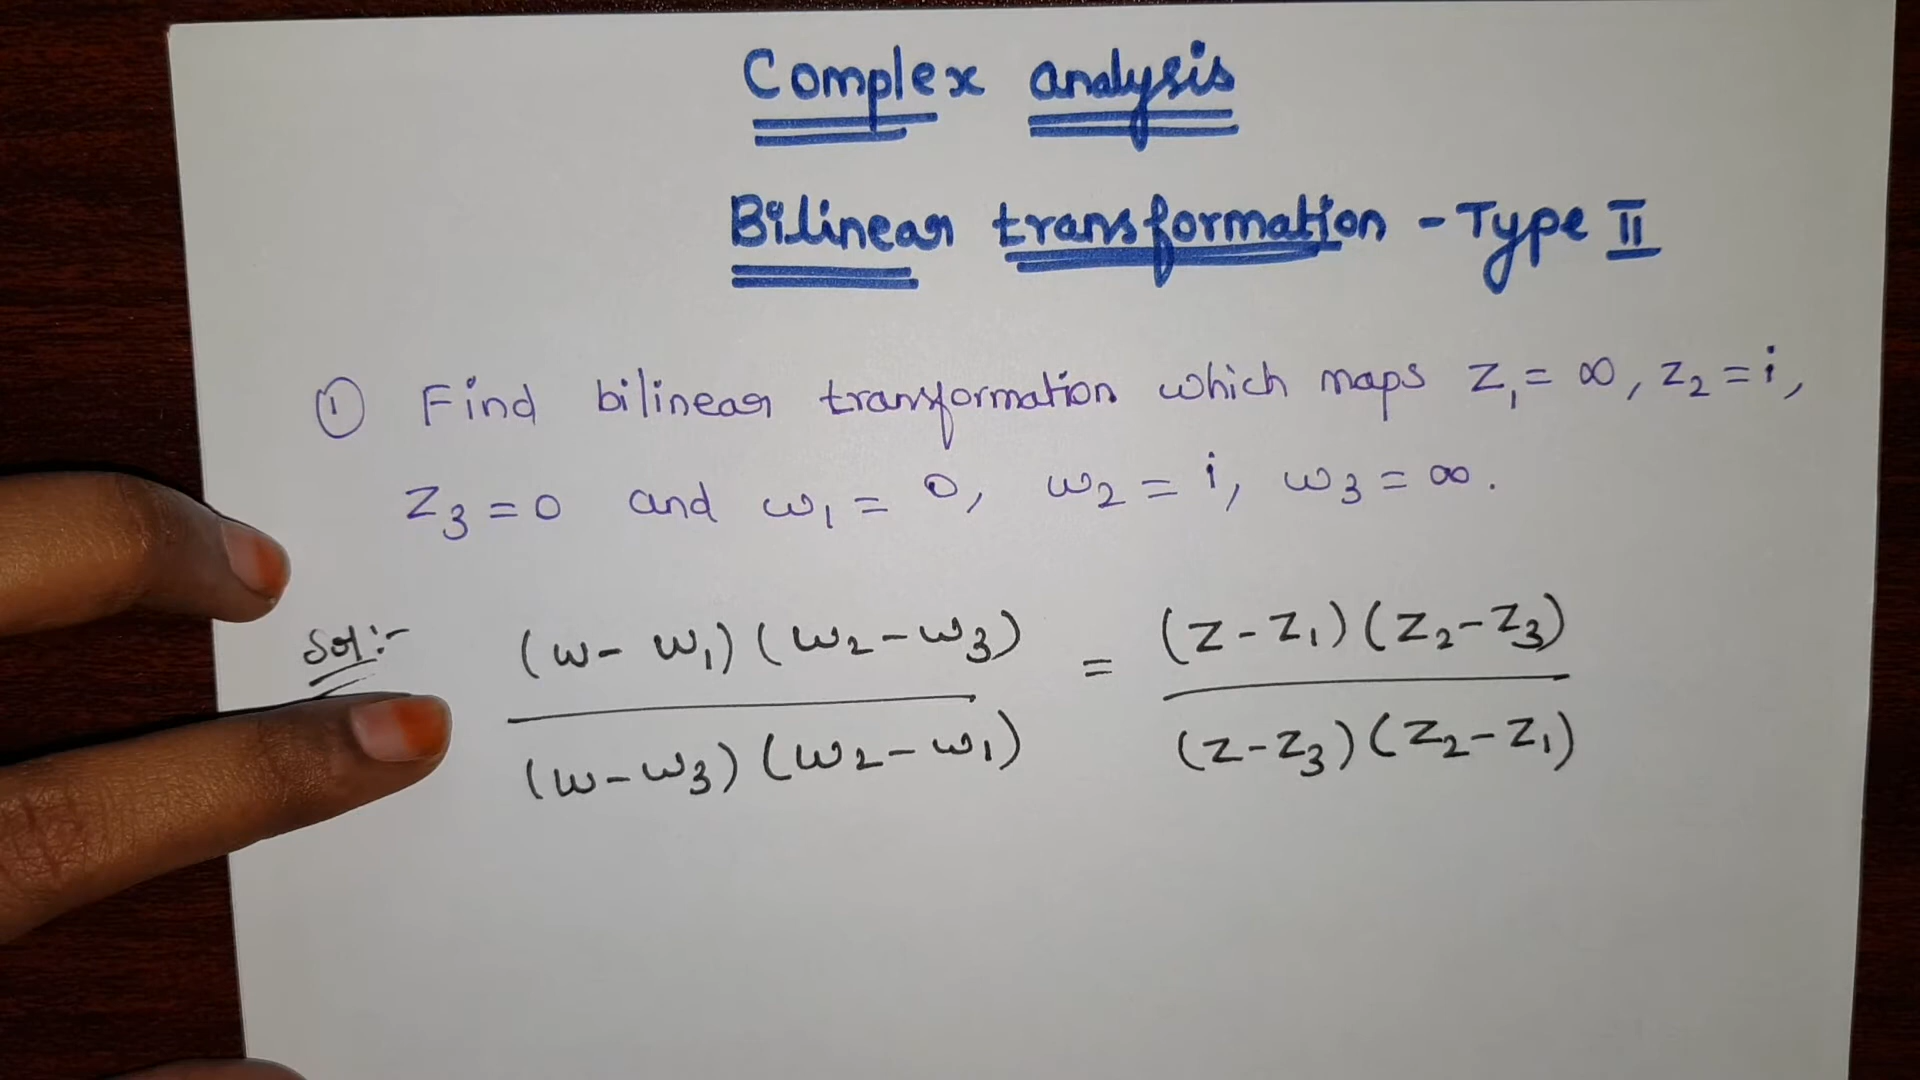 Complex analysis
Bilinear transformation - Type II
① Find bilinear transformation which maps z₁ = ∞, z₂ = i,
z₃ = 0 and w₁ = 0, w₂ = i, w₃ = ∞.
Sol:- (w - w₁) (w₂ - w₃) / (w - w₃) (w₂ - w₁) = (z - z₁) (z₂ - z₃) / (z - z₃) (z₂ - z₁)